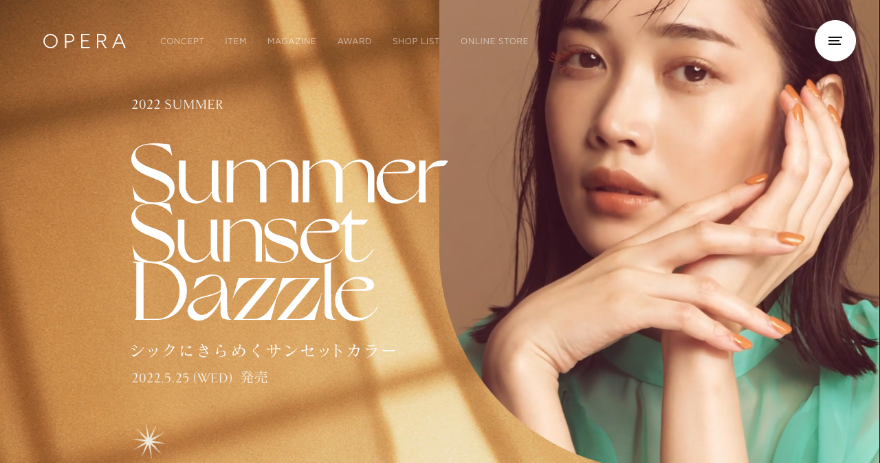 OPERA
CONCEPT ITEM MAGAZINE AWARD SHOP LIST ONLINE STORE
2022 SUMMER
Summer
Sunset
Dazzle
シックにきらめくサンセットカラー
2022.5.25 (WED) 発売